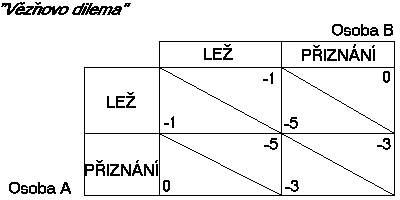 "Vězňovo dilema"
Osoba B
LEŽ PŘIZNÁNÍ
-1 0
LEŽ
-1 -5
-5 -3
PŘIZNÁNÍ
Osoba A 0 -3